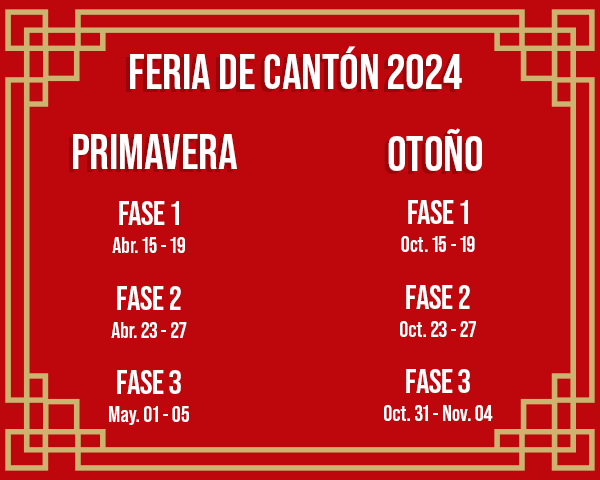 FERIA DE CANTÓN 2024
PRIMAVERA
FASE 1
Abr. 15 - 19
FASE 2
Abr. 23 - 27
FASE 3
May. 01 - 05
OTOÑO
FASE 1
Oct. 15 - 19
FASE 2
Oct. 23 - 27
FASE 3
Oct. 31 - Nov. 04